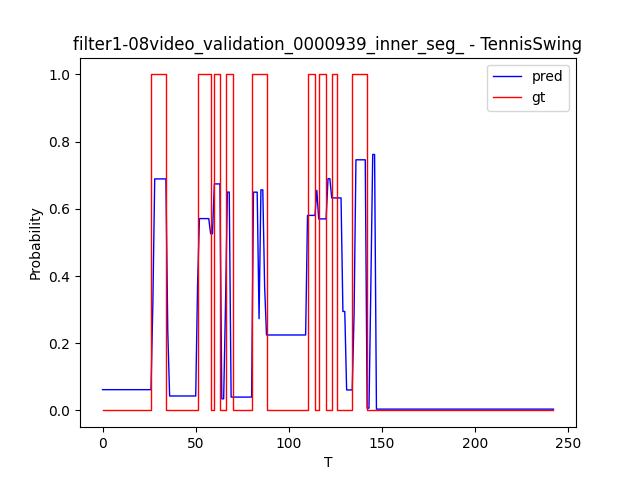 filter1-08video_validation_0000939_inner_seg_ - TennisSwing
pred
gt
1.0
0.8
0.6
0.4
0.2
0.0
Probability
0
50
100
150
200
250
T